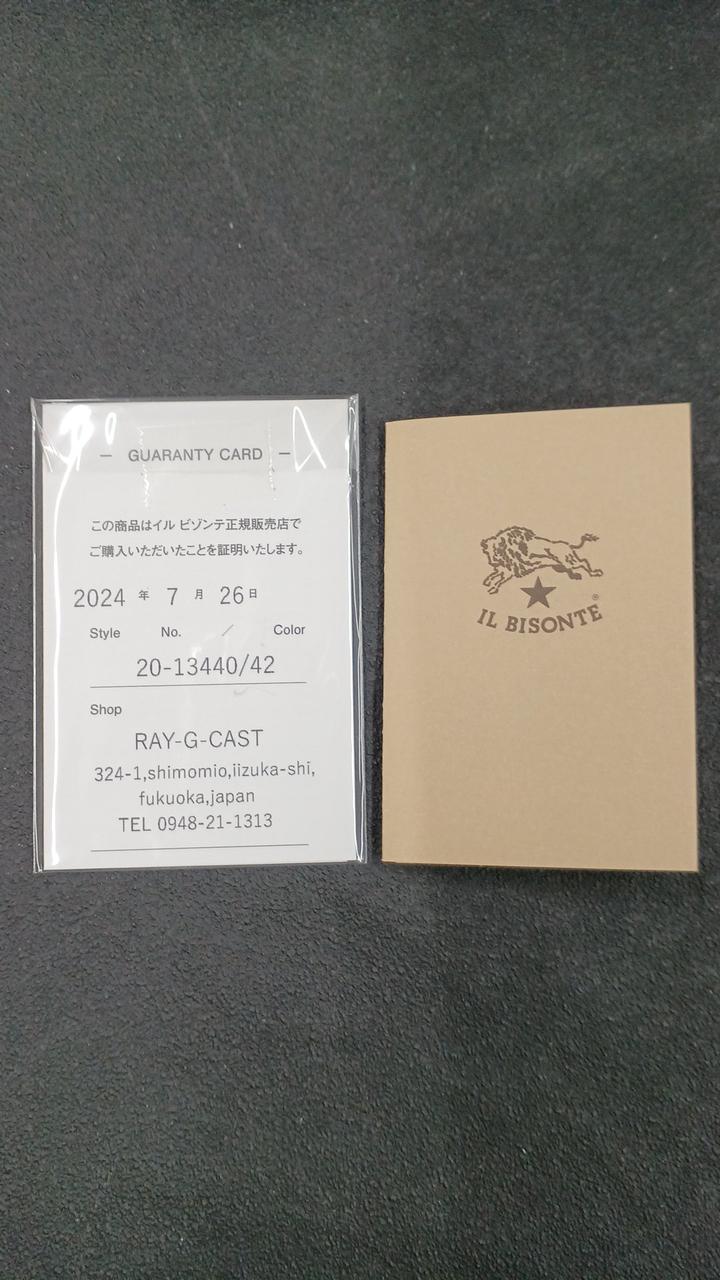 — GUARANTY CARD —
この商品はイル ビゾンテ正規販売店で
ご購入いただいたことを証明いたします。
2024 年 7 月 26 日
Style No. ／ Color
20-13440/42
Shop
RAY-G-CAST
324-1,shimomio,iizuka-shi,
fukuoka,japan
TEL 0948-21-1313
®
IL BISONTE